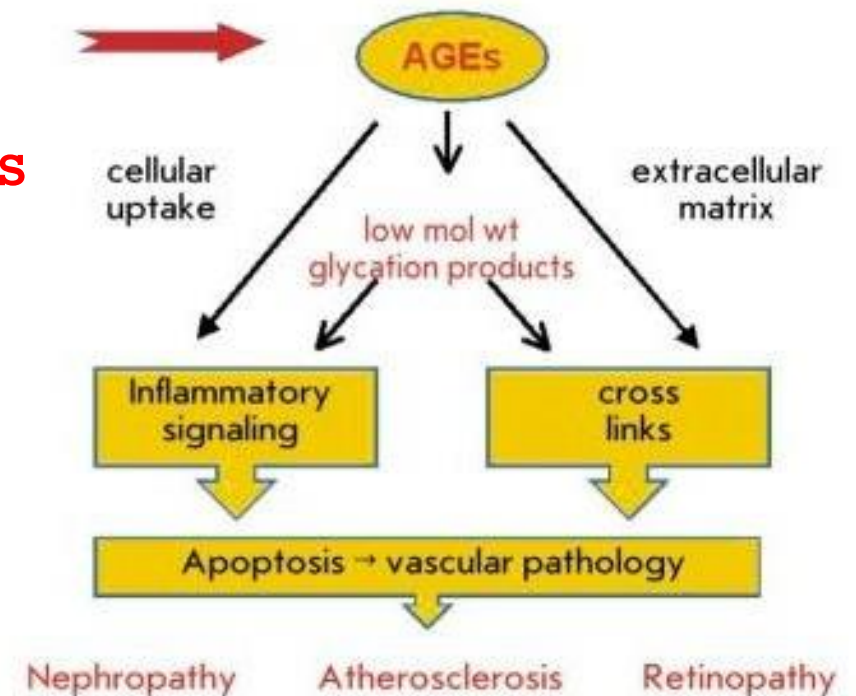 AGEs
s
cellular
uptake
extracellular
matrix
low mol wt
glycation products
Inflammatory
signaling
cross
links
Apoptosis → vascular pathology
Nephropathy Atherosclerosis Retinopathy